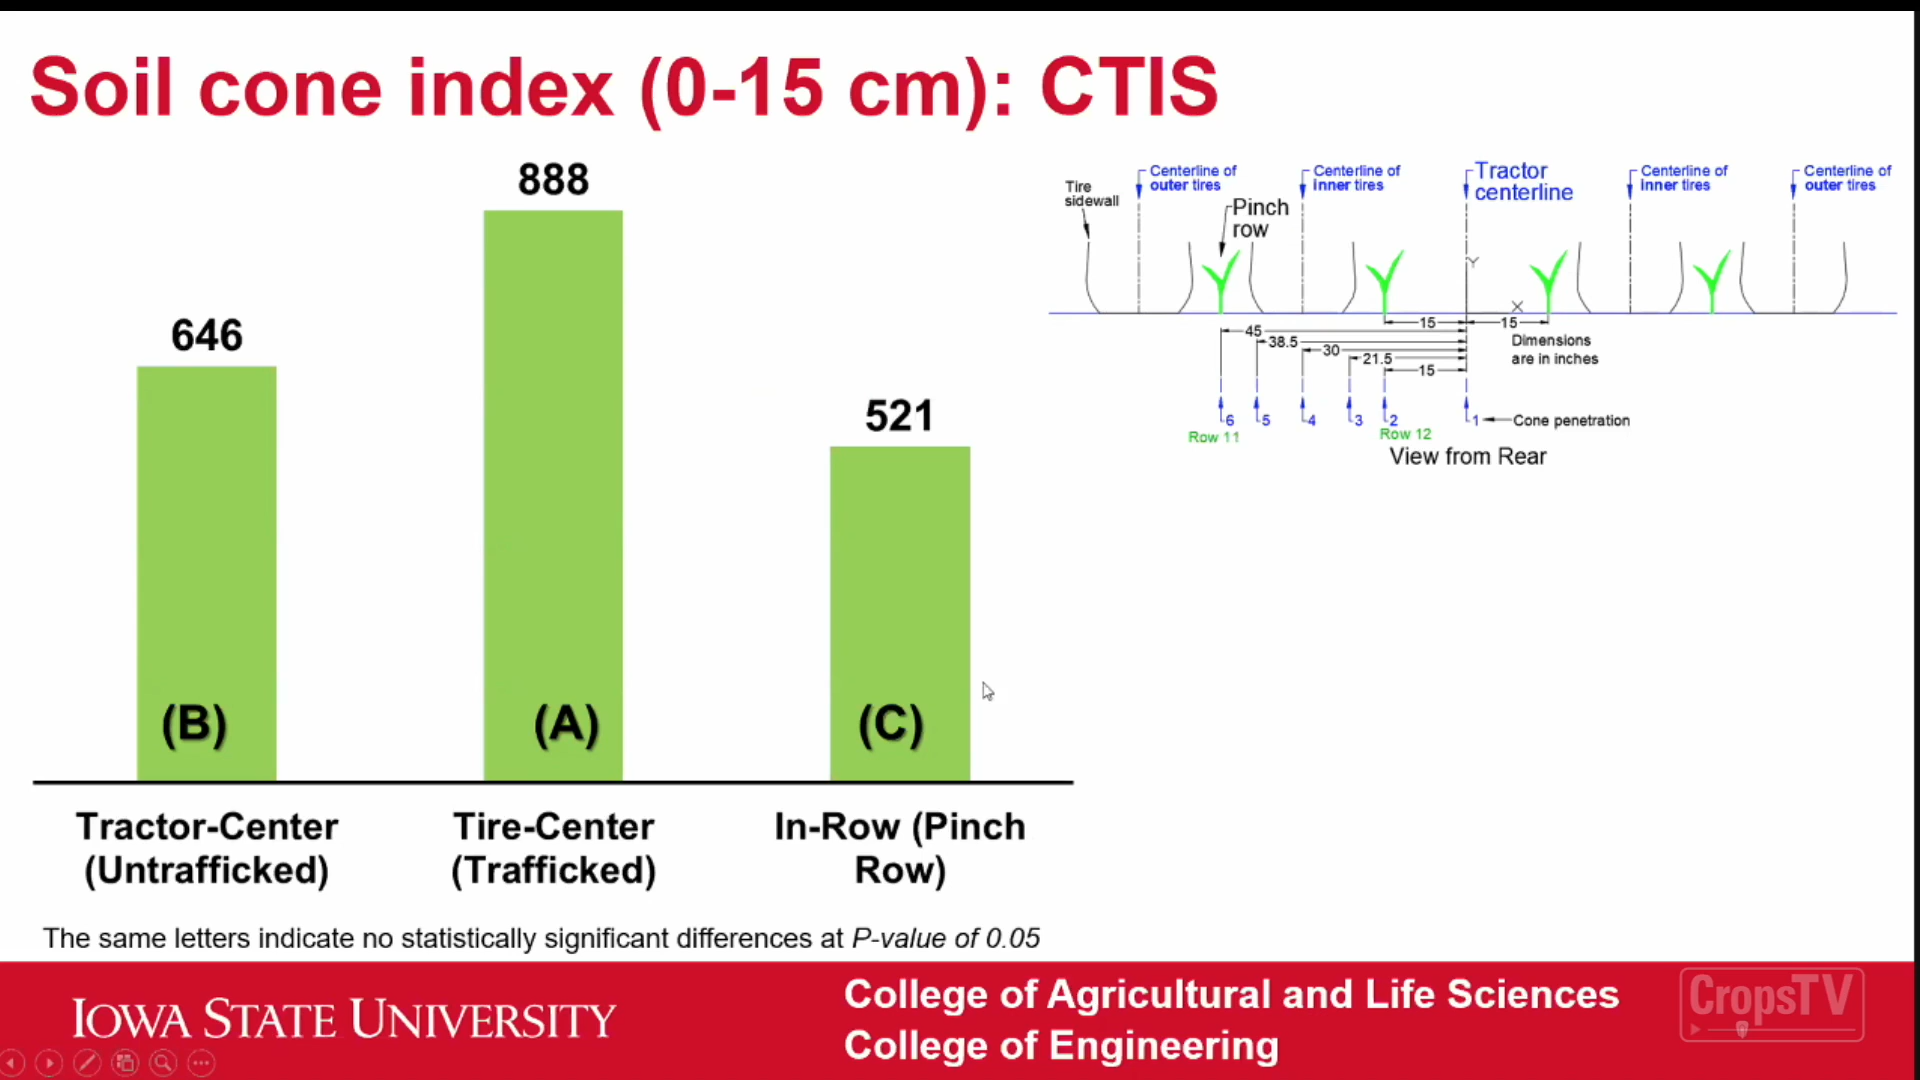 Soil cone index (0-15 cm): CTIS
888
646
521
(B)
(A)
(C)
Tractor-Center
(Untrafficked)
Tire-Center
(Trafficked)
In-Row (Pinch
Row)
The same letters indicate no statistically significant differences at P-value of 0.05
Tire
sidewall
Centerline of
outer tires
Pinch
row
Centerline of
inner tires
Tractor
centerline
Centerline of
inner tires
Centerline of
outer tires
Y
X
15
15
45
38.5
30
21.5
15
Dimensions
are in inches
6
5
4
3
2
1
Cone penetration
Row 11
Row 12
View from Rear
IOWA STATE UNIVERSITY
College of Agricultural and Life Sciences
College of Engineering
CropsTV